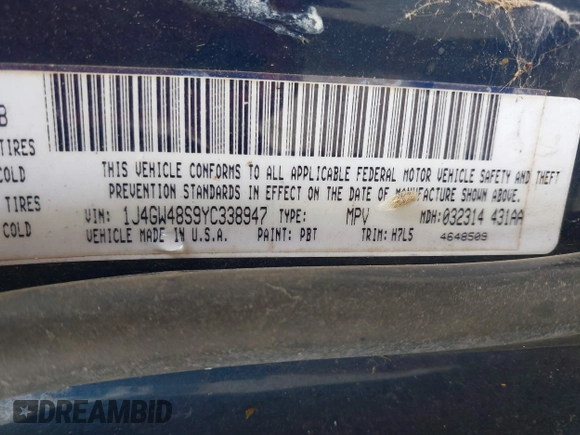 B
TIRES
COLD
TIRES
COLD
THIS VEHICLE CONFORMS TO ALL APPLICABLE FEDERAL MOTOR VEHICLE SAFETY AND THEFT
PREVENTION STANDARDS IN EFFECT ON THE DATE OF MANUFACTURE SHOWN ABOVE.
VIN: 1J4GW48S9YC338947 TYPE: MPV MDH: 032314 431AA
VEHICLE MADE IN U.S.A. PAINT: PBT TRIM: H7L5 4648509
DREAMBID